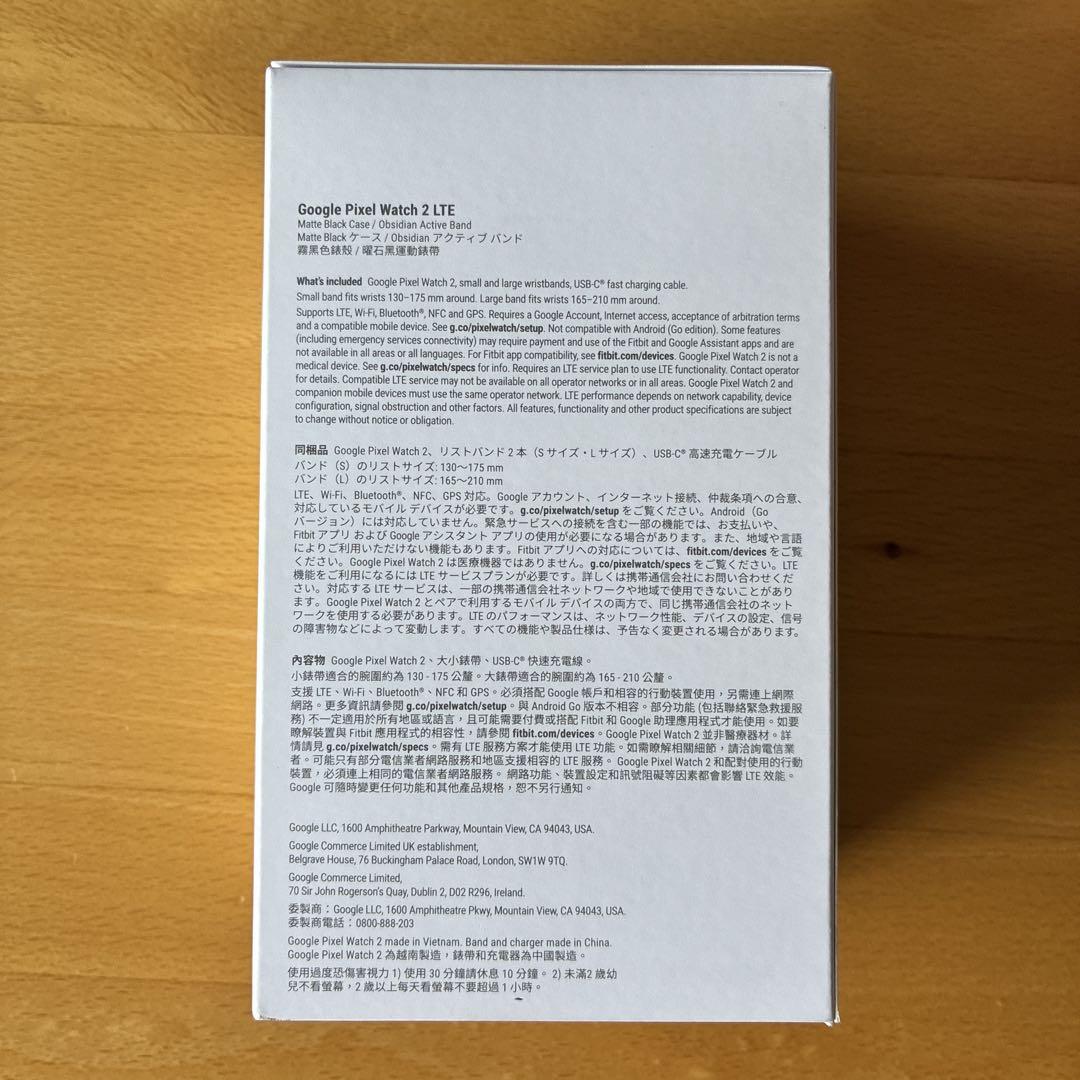 Google Pixel Watch 2 LTE
Matte Black Case / Obsidian Active Band
Matte Black ケース / Obsidian アクティブ バンド
霧黑色錶殼 / 曜石黑運動錶帶
What's included Google Pixel Watch 2, small and large wristbands, USB-C® fast charging cable.
Small band fits wrists 130–175 mm around. Large band fits wrists 165–210 mm around.
Supports LTE, Wi-Fi, Bluetooth®, NFC and GPS. Requires a Google Account, Internet access, acceptance of arbitration terms
and a compatible mobile device. See g.co/pixelwatch/setup. Not compatible with Android (Go edition). Some features
(including emergency services connectivity) may require payment and use of the Fitbit and Google Assistant apps and are
not available in all areas or all languages. For Fitbit app compatibility, see fitbit.com/devices. Google Pixel Watch 2 is not a
medical device. See g.co/pixelwatch/specs for info. Requires an LTE service plan to use LTE functionality. Contact operator
for details. Compatible LTE service may not be available on all operator networks or in all areas. Google Pixel Watch 2 and
companion mobile devices must use the same operator network. LTE performance depends on network capability, device
configuration, signal obstruction and other factors. All features, functionality and other product specifications are subject
to change without notice or obligation.
同梱品 Google Pixel Watch 2、リストバンド 2 本（S サイズ・L サイズ）、USB-C® 高速充電ケーブル
バンド（S）のリストサイズ: 130～175 mm
バンド（L）のリストサイズ: 165～210 mm
LTE、Wi-Fi、Bluetooth®、NFC、GPS 対応。Google アカウント、インターネット接続、仲裁条項への合意、
対応しているモバイル デバイスが必要です。g.co/pixelwatch/setup をご覧ください。Android（Go
バージョン）には対応していません。緊急サービスへの接続を含む一部の機能では、お支払いや、
Fitbit アプリ および Google アシスタント アプリの使用が必要になる場合があります。また、地域や言語
によりご利用いただけない機能もあります。Fitbit アプリへの対応については、fitbit.com/devices をご覧
ください。Google Pixel Watch 2 は医療機器ではありません。g.co/pixelwatch/specs をご覧ください。LTE
機能をご利用になるには LTE サービスプランが必要です。詳しくは携帯通信会社にお問い合わせくだ
さい。対応する LTE サービスは、一部の携帯通信会社ネットワークや地域で使用できないことがあり
ます。Google Pixel Watch 2 とペアで利用するモバイル デバイスの両方で、同じ携帯通信会社のネット
ワークを使用する必要があります。LTE のパフォーマンスは、ネットワーク性能、デバイスの設定、信号
の障害物などによって変動します。すべての機能や製品仕様は、予告なく変更される場合があります。
內容物 Google Pixel Watch 2、大小錶帶、USB-C® 快速充電線。
小錶帶適合的腕圍約為 130 - 175 公釐。大錶帶適合的腕圍約為 165 - 210 公釐。
支援 LTE、Wi-Fi、Bluetooth®、NFC 和 GPS。必須搭配 Google 帳戶和相容的行動裝置使用，另需連上網際
網路。更多資訊請參閱 g.co/pixelwatch/setup。與 Android Go 版本不相容。部分功能 (包括聯絡緊急救援服
務) 不一定適用於所有地區或語言，且可能需要付費或搭配 Fitbit 和 Google 助理應用程式才能使用。如要
瞭解裝置與 Fitbit 應用程式的相容性，請參閱 fitbit.com/devices。Google Pixel Watch 2 並非醫療器材。詳
情請見 g.co/pixelwatch/specs。需有 LTE 服務方案才能使用 LTE 功能。如需瞭解相關細節，請洽詢電信業
者。可能只有部分電信業者網路服務和地區支援相容的 LTE 服務。 Google Pixel Watch 2 和配對使用的行動
裝置，必須連上相同的電信業者網路服務。 網路功能、裝置設定和訊號阻礙等因素都會影響 LTE 效能。
Google 可隨時變更任何功能和其他產品規格，恕不另行通知。
Google LLC, 1600 Amphitheatre Parkway, Mountain View, CA 94043, USA.
Google Commerce Limited UK establishment,
Belgrave House, 76 Buckingham Palace Road, London, SW1W 9TQ.
Google Commerce Limited,
70 Sir John Rogerson's Quay, Dublin 2, D02 R296, Ireland.
委製商：Google LLC, 1600 Amphitheatre Pkwy, Mountain View, CA 94043, USA.
委製商電話：0800-888-203
Google Pixel Watch 2 made in Vietnam. Band and charger made in China.
Google Pixel Watch 2 為越南製造，錶帶和充電器為中國製造。
使用過度恐傷害視力 1) 使用 30 分鐘請休息 10 分鐘。 2) 未滿 2 歲幼
兒不看螢幕，2 歲以上每天看螢幕不要超過 1 小時。